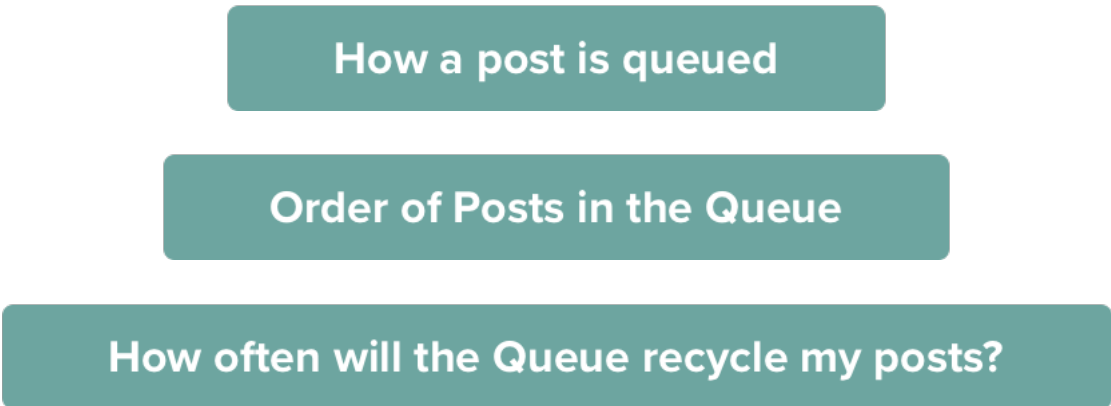 How a post is queued
Order of Posts in the Queue
How often will the Queue recycle my posts?